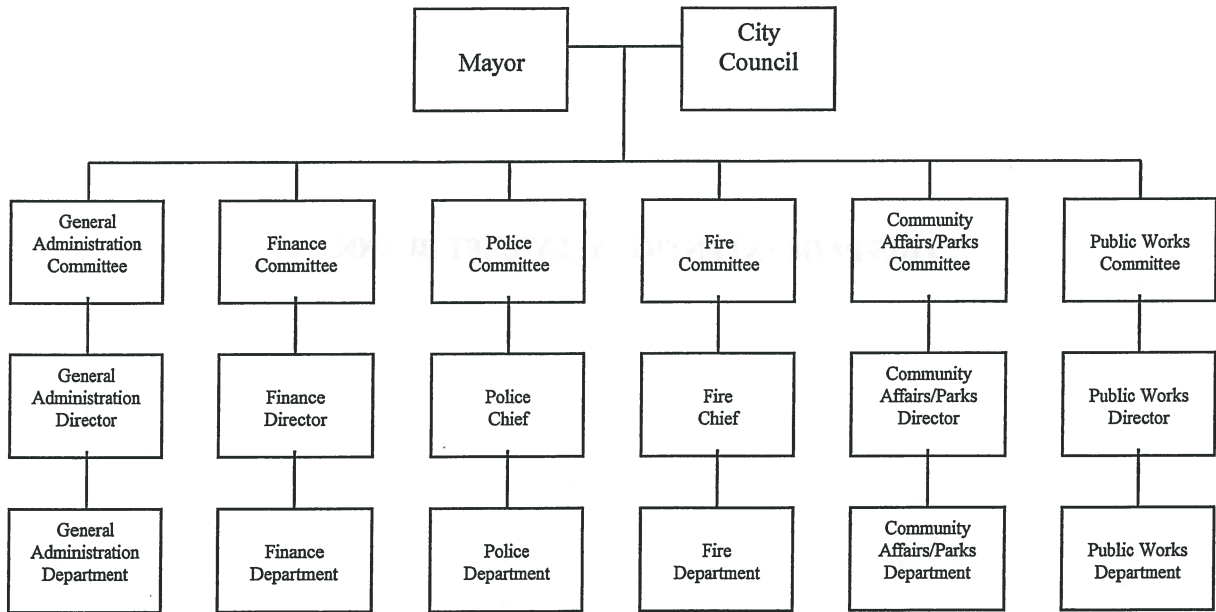 Mayor
City
Council
General
Administration
Committee
Finance
Committee
Police
Committee
Fire
Committee
Community
Affairs/Parks
Committee
Public Works
Committee
General
Administration
Director
Finance
Director
Police
Chief
Fire
Chief
Community
Affairs/Parks
Director
Public Works
Director
General
Administration
Department
Finance
Department
Police
Department
Fire
Department
Community
Affairs/Parks
Department
Public Works
Department